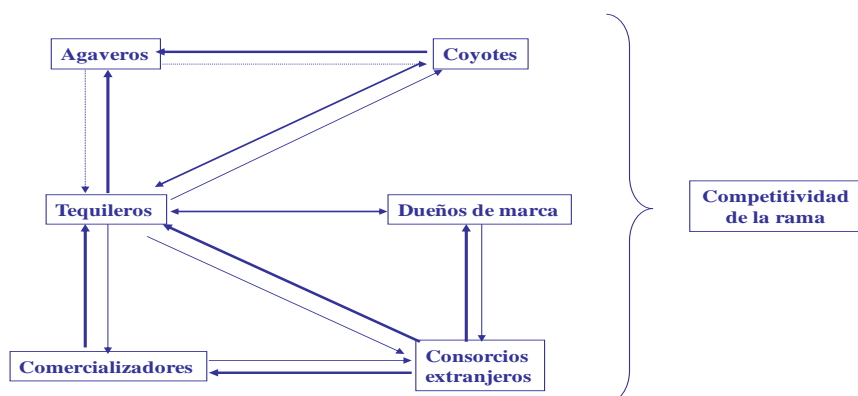 Agaveros
Coyotes
Tequileros
Dueños de marca
Competitividad
de la rama
Comercializadores
Consorcios
extranjeros